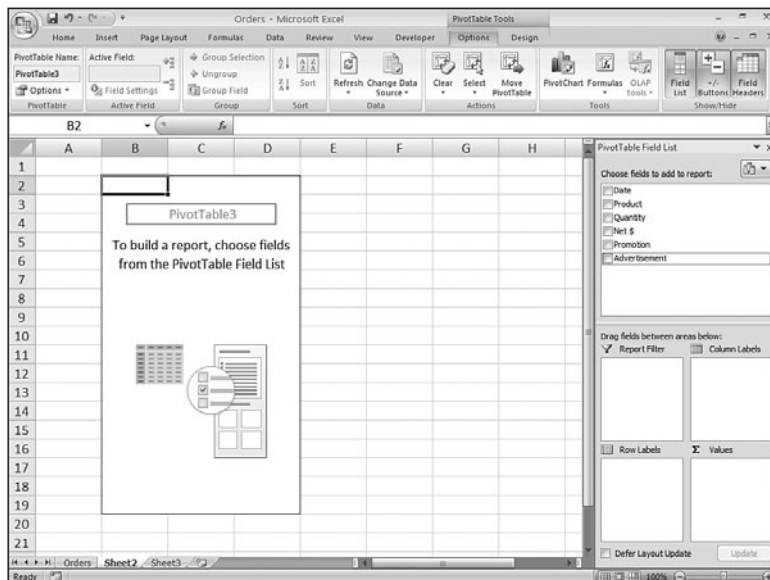 Orders - Microsoft Excel
PivotTable Tools
Home Insert Page Layout Formulas Data Review View Developer Options Design
PivotTable Name:
PivotTable3
Options
PivotTable
Active Field:
Field Settings
Active Field
Group Selection
Ungroup
Group Field
Group
Sort
Sort
Refresh Change Data Source
Data
Clear Select Move PivotTable
Actions
PivotChart Formulas OLAP tools
Tools
Field List +/- Buttons Field Headers
Show/Hide
B2 fx
A B C D E F G H
1
2
3
4
5
6
7
8
9
10
11
12
13
14
15
16
17
18
19
20
21
PivotTable3
To build a report, choose fields
from the PivotTable Field List
PivotTable Field List
Choose fields to add to report:
Date
Product
Quantity
Net $
Promotion
Advertisement
Drag fields between areas below:
Report Filter Column Labels
Row Labels Σ Values
Defer Layout Update Update
Orders Sheet2 Sheet3
Ready 100%